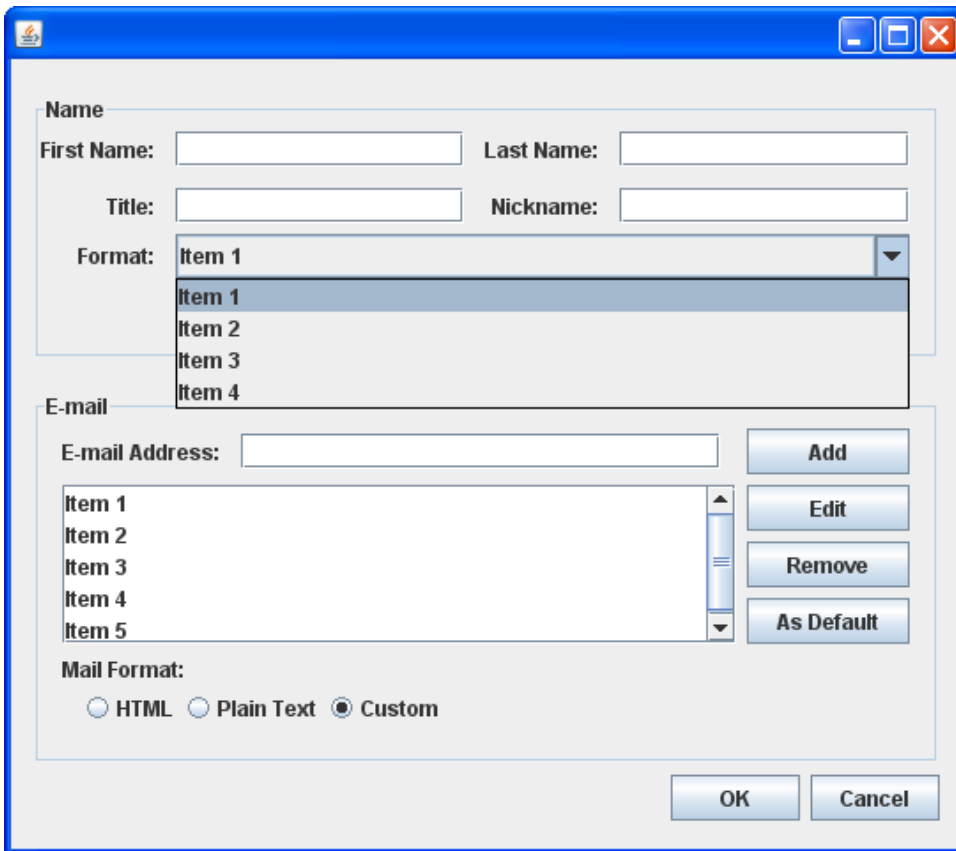 Name
First Name: Last Name:
Title: Nickname:
Format: Item 1
Item 1
Item 2
Item 3
Item 4
E-mail
E-mail Address: Add
Item 1 Edit
Item 2
Item 3 Remove
Item 4
Item 5 As Default
Mail Format:
HTML Plain Text Custom
OK Cancel